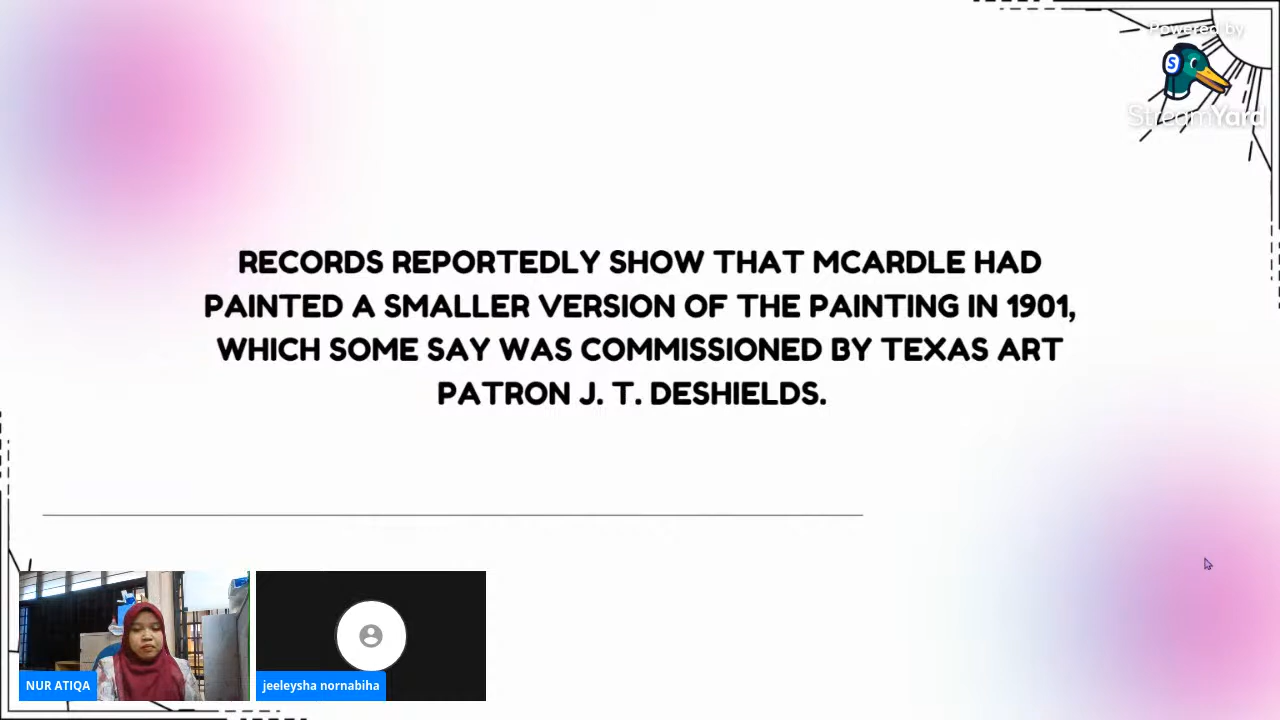 Powered by
S
StreamYard
RECORDS REPORTEDLY SHOW THAT MCARDLE HAD
PAINTED A SMALLER VERSION OF THE PAINTING IN 1901,
WHICH SOME SAY WAS COMMISSIONED BY TEXAS ART
PATRON J. T. DESHIELDS.
NUR ATIQA
jeeleysha nornabiha